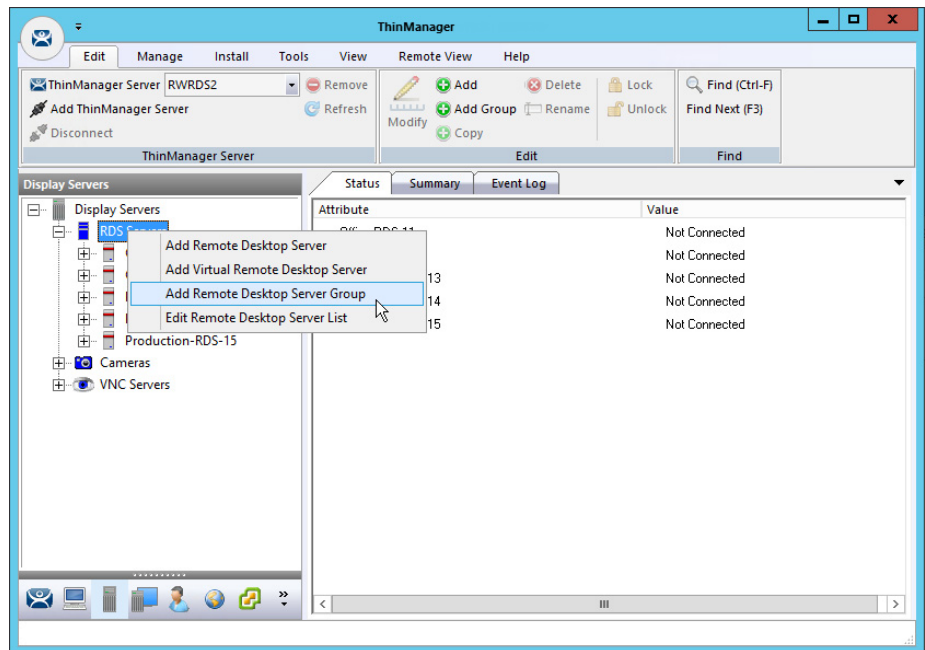 ThinManager
Edit Manage Install Tools View Remote View Help
ThinManager Server RWRDS2 Remove Add Delete Lock Find (Ctrl-F)
Add ThinManager Server Refresh Modify Add Group Rename Unlock Find Next (F3)
Disconnect Copy
ThinManager Server Edit Find
Display Servers Status Summary Event Log
Display Servers Attribute Value
RDS Not Connected
Add Remote Desktop Server Not Connected
Add Virtual Remote Desktop Server 13 Not Connected
Add Remote Desktop Server Group 14 Not Connected
Edit Remote Desktop Server List 15 Not Connected
Production-RDS-15
Cameras
VNC Servers